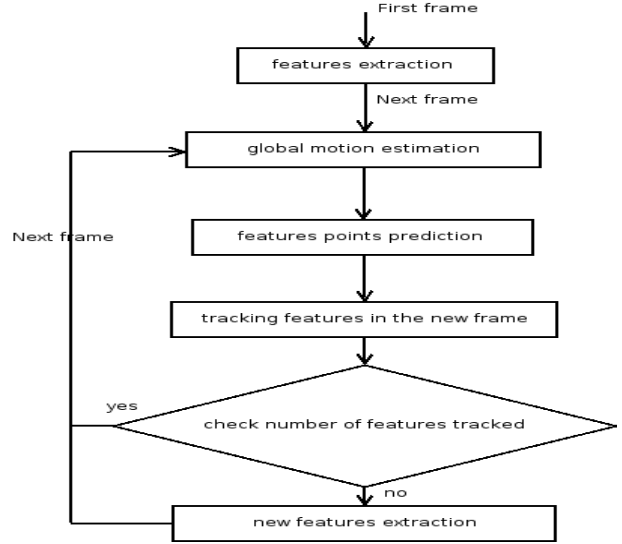 First frame
features extraction
Next frame
global motion estimation
features points prediction
Next frame
tracking features in the new frame
yes
check number of features tracked
no
new features extraction